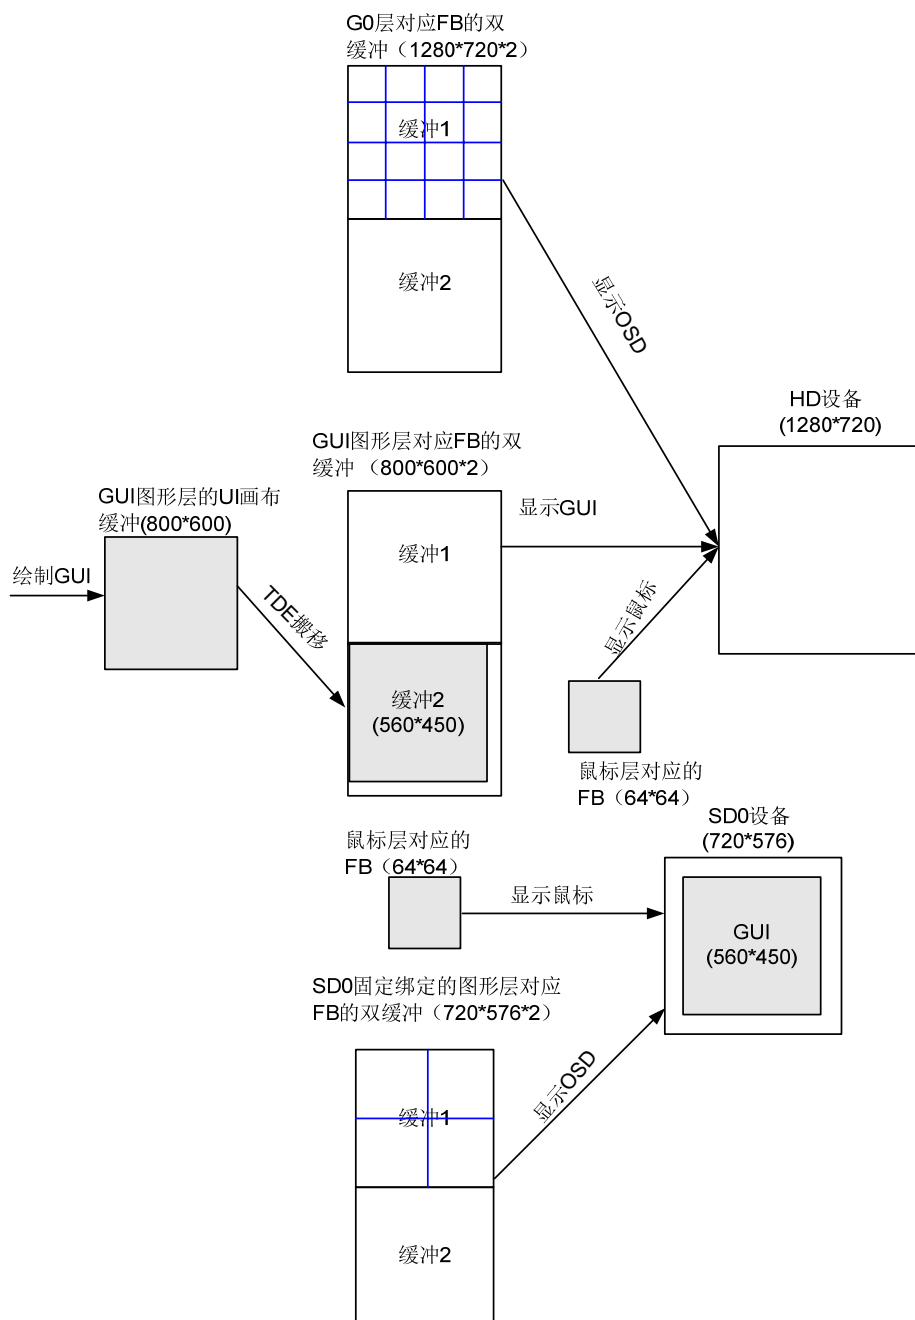 G0层对应FB的双
缓冲（1280*720*2）
缓冲1
缓冲2
显示OSD
HD设备
(1280*720)
GUI图形层对应FB的双
缓冲 （800*600*2）
显示GUI
GUI图形层的UI画布
缓冲(800*600)
缓冲1
绘制GUI
TDE搬移
显示鼠标
缓冲2
(560*450)
鼠标层对应的
FB（64*64）
SD0设备
(720*576)
鼠标层对应的
FB（64*64）
显示鼠标
GUI
(560*450)
SD0固定绑定的图形层对应
FB的双缓冲（720*576*2）
显示OSD
缓冲1
缓冲2